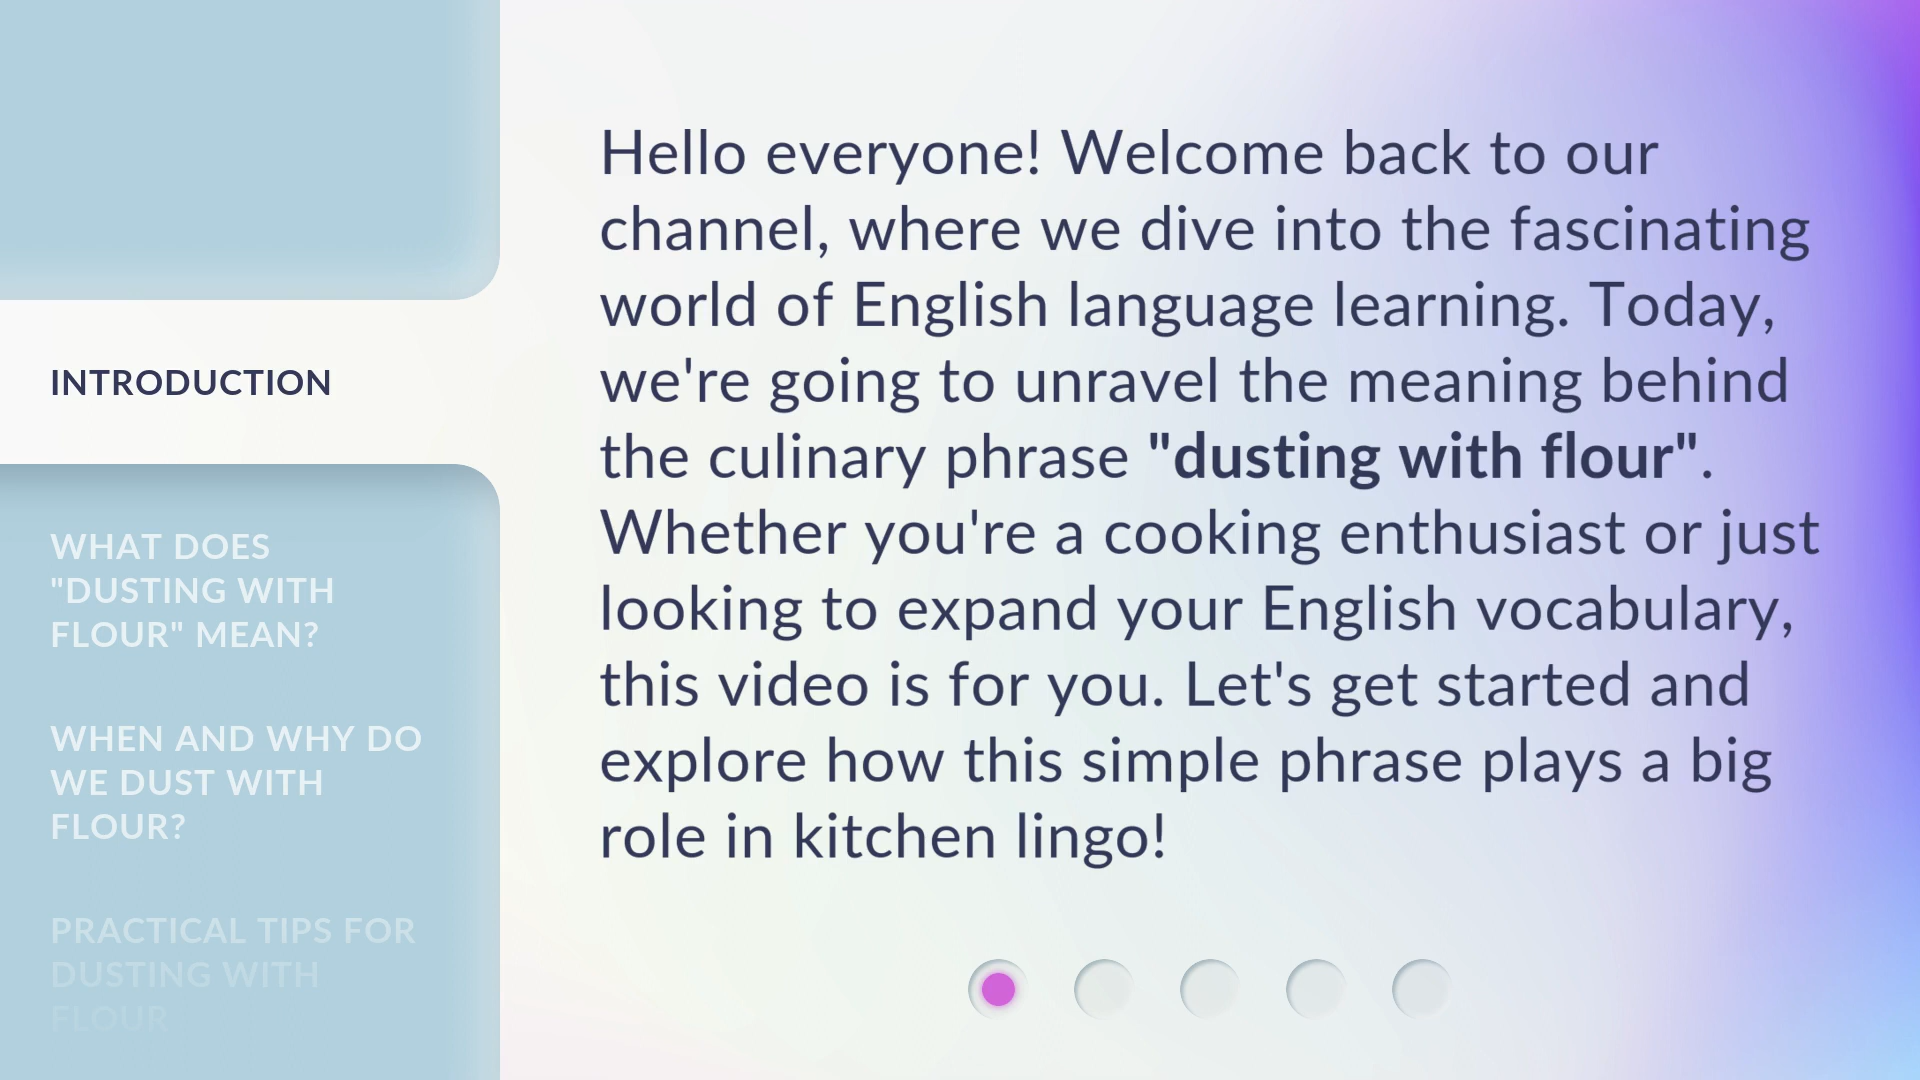 INTRODUCTION
WHAT DOES
"DUSTING WITH
FLOUR" MEAN?
WHEN AND WHY DO
WE DUST WITH
FLOUR?
PRACTICAL TIPS FOR
DUSTING WITH
FLOUR
Hello everyone! Welcome back to our
channel, where we dive into the fascinating
world of English language learning. Today,
we're going to unravel the meaning behind
the culinary phrase "dusting with flour".
Whether you're a cooking enthusiast or just
looking to expand your English vocabulary,
this video is for you. Let's get started and
explore how this simple phrase plays a big
role in kitchen lingo!